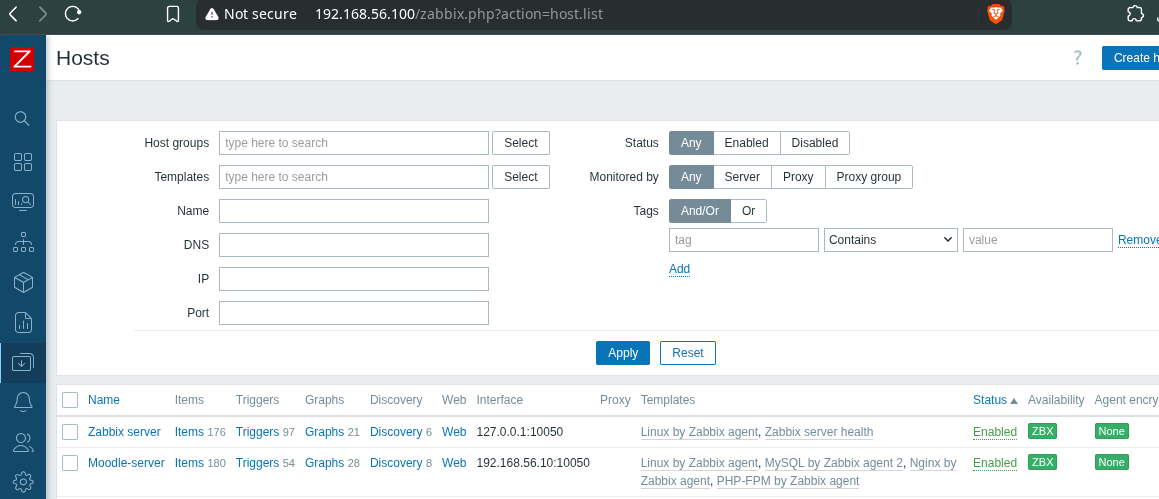 Not secure 192.168.56.100/zabbix.php?action=host.list
Z
Hosts
?
Create h
Host groups type here to search Select
Status Any Enabled Disabled
Templates type here to search Select
Monitored by Any Server Proxy Proxy group
Name
Tags And/Or Or
DNS
tag Contains value Remove
IP
Add
Port
Apply Reset
Name Items Triggers Graphs Discovery Web Interface Proxy Templates Status Availability Agent encry
Zabbix server Items 176 Triggers 97 Graphs 21 Discovery 6 Web 127.0.0.1:10050 Linux by Zabbix agent, Zabbix server health Enabled ZBX None
Moodle-server Items 180 Triggers 54 Graphs 28 Discovery 8 Web 192.168.56.10:10050 Linux by Zabbix agent, MySQL by Zabbix agent 2, Nginx by Enabled ZBX None
Zabbix agent, PHP-FPM by Zabbix agent